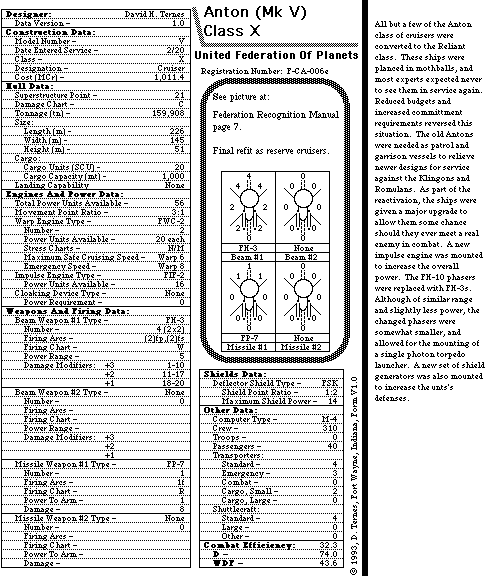 Designer: David H. Ternes
Data Version - 1.0
Construction Data:
Model Number - V
Date Entered Service - 2/20
Class - X
Designation - Cruiser
Cost (MCr) - 1,011.4
Hull Data:
Superstructure Point - 21
Damage Chart - C
Tonnage (tn) - 159,908
Size:
Length (m) - 226
Width (m) - 145
Height (m) - 51
Cargo:
Cargo Units (SCU) - 20
Cargo Capacity (mt) - 1,000
Landing Capability None
Engines And Power Data:
Total Power Units Available - 56
Movement Point Ratio - 3:1
Warp Engine Type - FWC-2
Number - 2
Power Units Available - 20 each
Stress Charts - N/M
Maximum Safe Cruising Speed - Warp 6
Emergency Speed - Warp 8
Impulse Engine Type - FIF-2
Power Units Available - 16
Cloaking Device Type - None
Power Requirement - 0
Weapons And Firing Data:
Beam Weapon #1 Type - FH-3
Number - 4 (2x2)
Firing Arcs - (2)fp,(2)fs
Firing Chart - W
Power Range - 5
Damage Modifiers: +3 1-10
+2 11-17
+1 18-20
Beam Weapon #2 Type - None
Number - 0
Firing Arcs -
Firing Chart -
Power Range -
Damage Modifiers: +3
+2
+1
Missile Weapon #1 Type - FP-7
Number - 1
Firing Arcs - 1f
Firing Chart - R
Power To Arm - 1
Damage - 8
Missile Weapon #2 Type - None
Number - 0
Firing Arcs -
Firing Chart -
Power To Arm -
Damage -
Anton (Mk V)
Class X
United Federation Of Planets
Registration Number: F-CA-006e
See picture at:
Federation Recognition Manual
page 7.
Final refit as reserve cruisers.
FH-3 None
Beam #1 Beam #2
FP-7 None
Missile #1 Missile #2
Shields Data:
Deflector Shield Type - FSK
Shield Point Ratio - 1:2
Maximum Shield Power - 14
Other Data:
Computer Type - M-4
Crew - 310
Troops - 0
Passengers - 40
Transporters:
Standard - 4
Emergency - 3
Combat - 0
Cargo, Small - 2
Cargo, Large - 0
Shuttlecraft:
Standard - 4
Large - 0
Other - 0
Combat Efficiency: 32.3
D - 74.0
WDF - 43.6
© 1993, D. Ternes, Fort Wayne, Indiana, Form V1.0
All but a few of the Anton
class of cruisers were
converted to the Reliant
class. These ships were
planced in mothballs, and
most experts expected never
to see them in service again.
Reduced budgets and
increased committment
requirements reversed this
situation. The old Antons
were needed as patrol and
garrison vessels to relieve
newer designs for service
against the Klingons and
Romulans. As part of the
reactivaion, the ships were
given a major upgrade to
allow them some chance
should they ever meet a real
enemy in combat. A new
impulse engine was mounted
to increase the overall
power. The FH-10 phasers
were replaced with FH-3s.
Although of similar range
and slightly less power, the
changed phasers were
somewhat smaller, and
allowed for the mounting of
a single photon torpedo
launcher. A new set of shield
generators was also mounted
to increase the unts's
defenses.